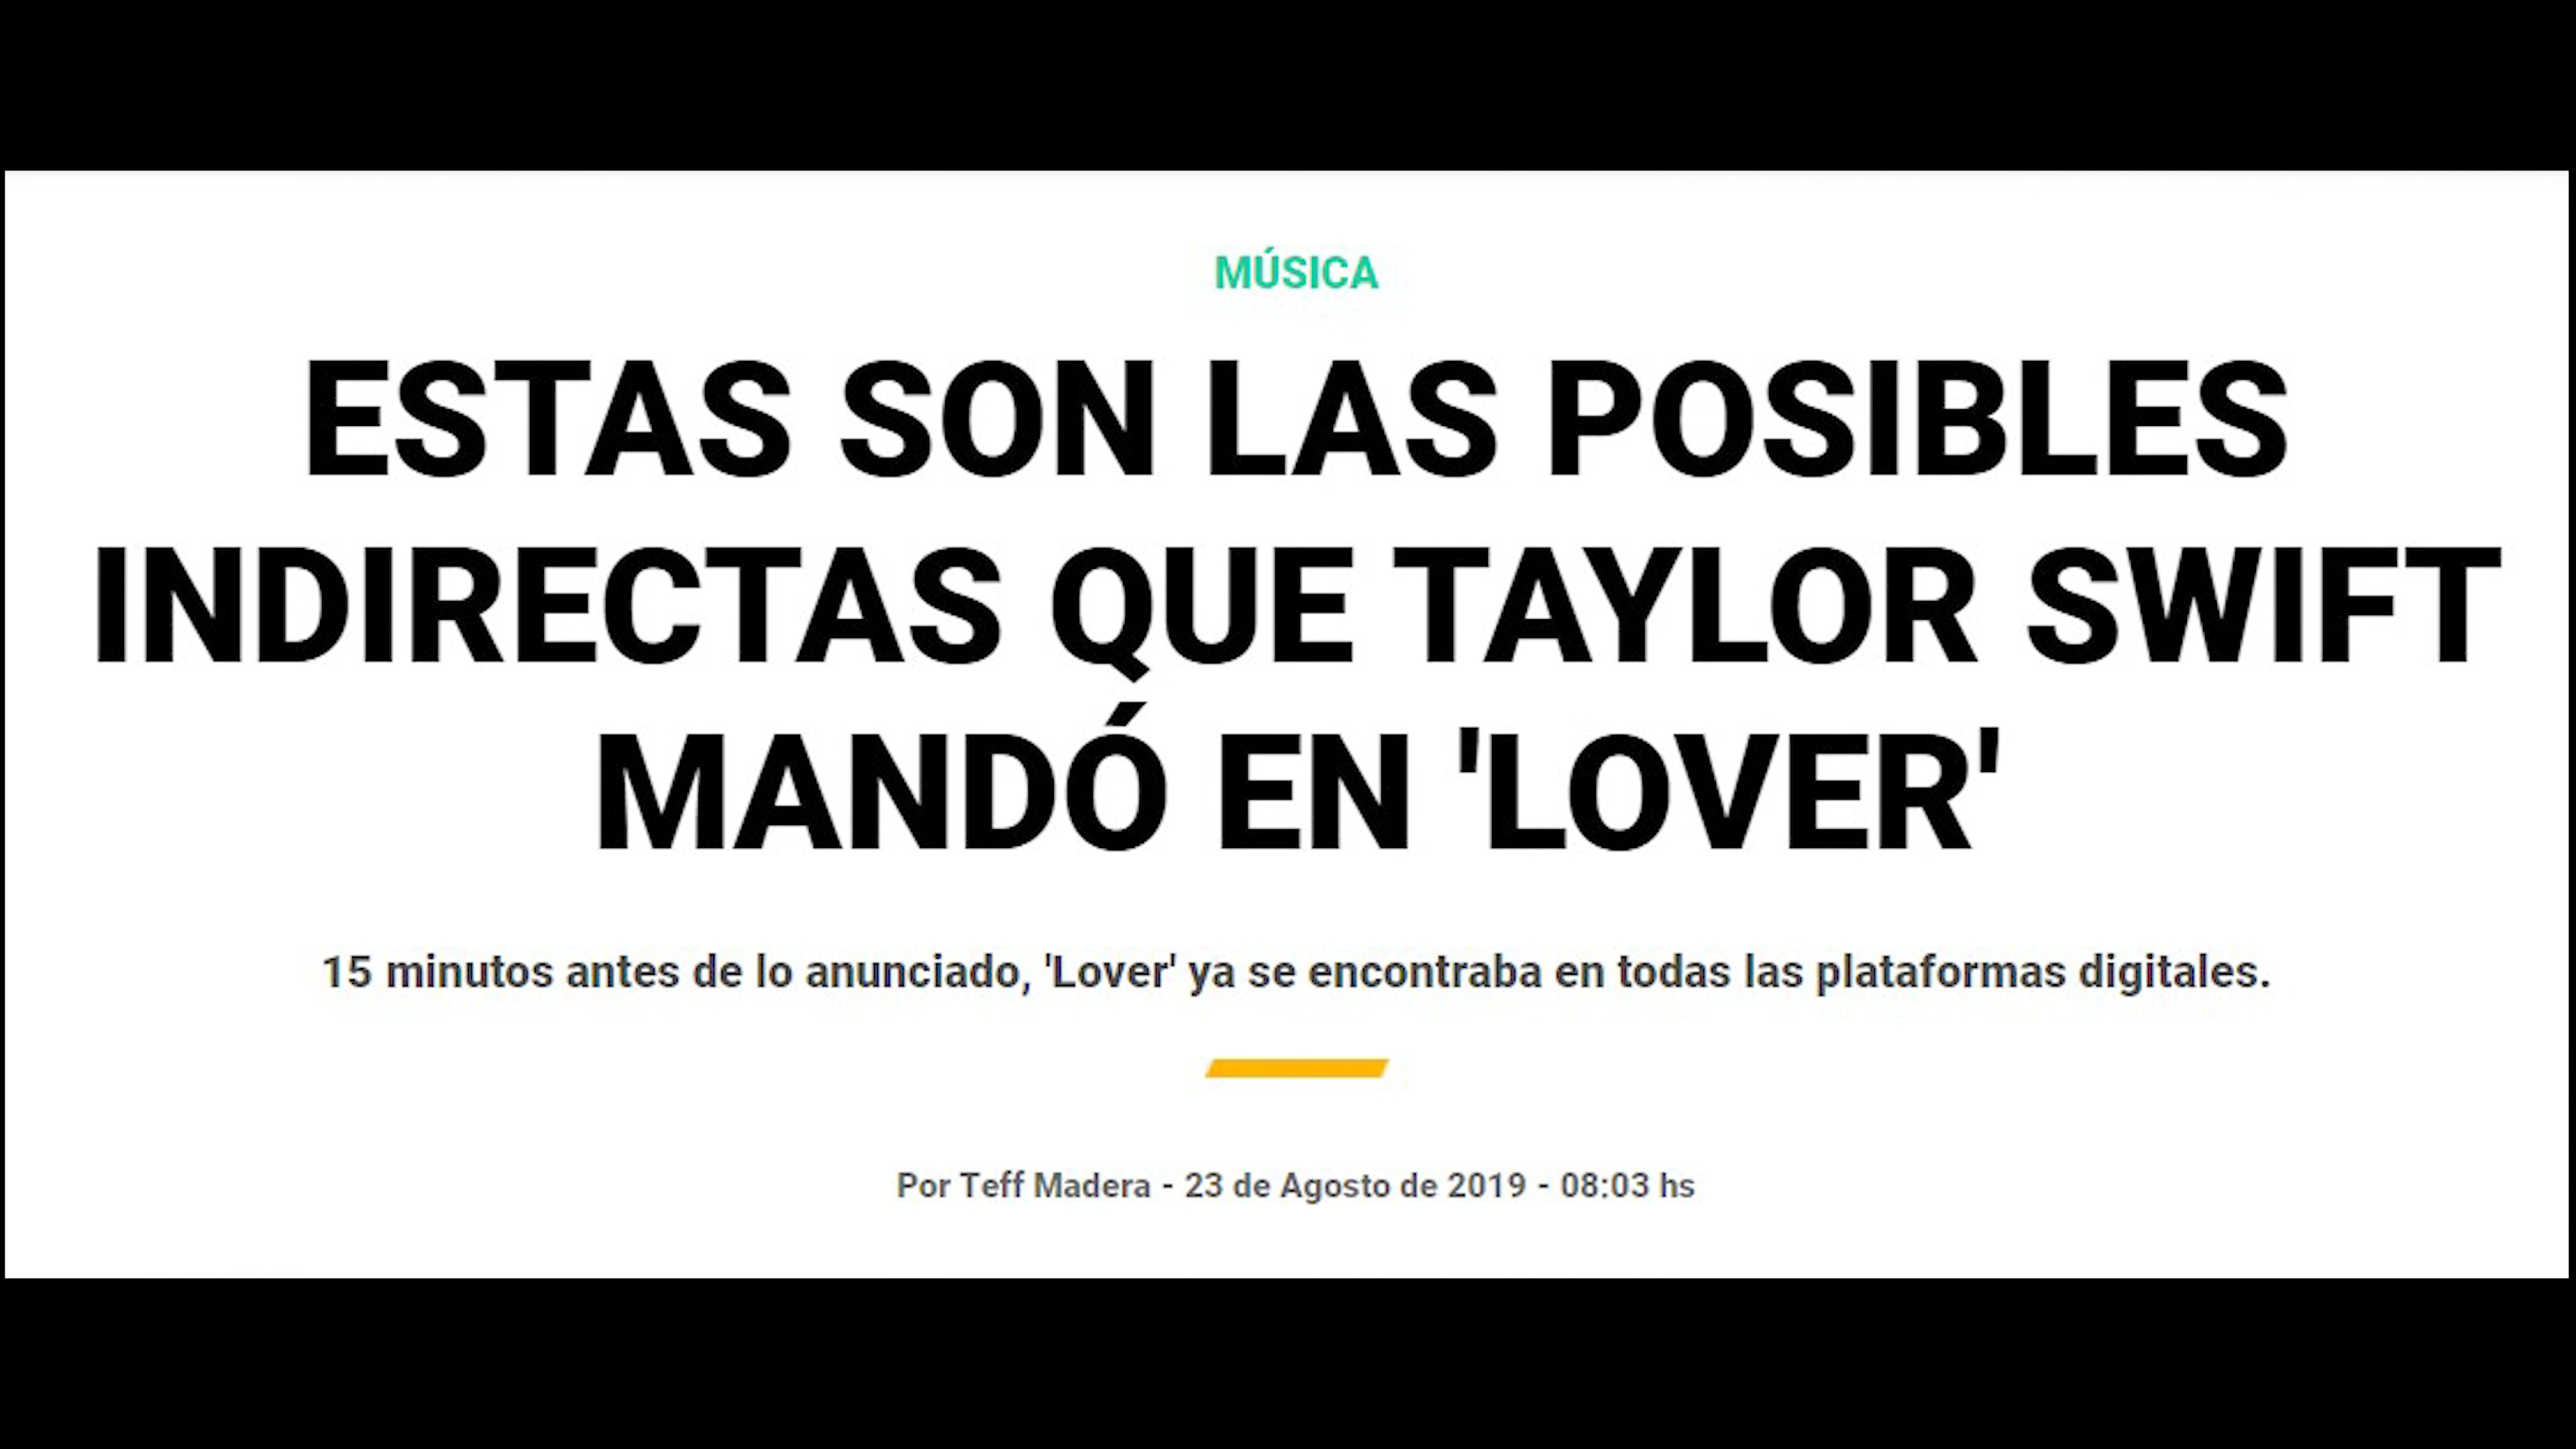 MÚSICA
ESTAS SON LAS POSIBLES
INDIRECTAS QUE TAYLOR SWIFT
MANDÓ EN 'LOVER'
15 minutos antes de lo anunciado, 'Lover' ya se encontraba en todas las plataformas digitales.
Por Teff Madera - 23 de Agosto de 2019 - 08:03 hs